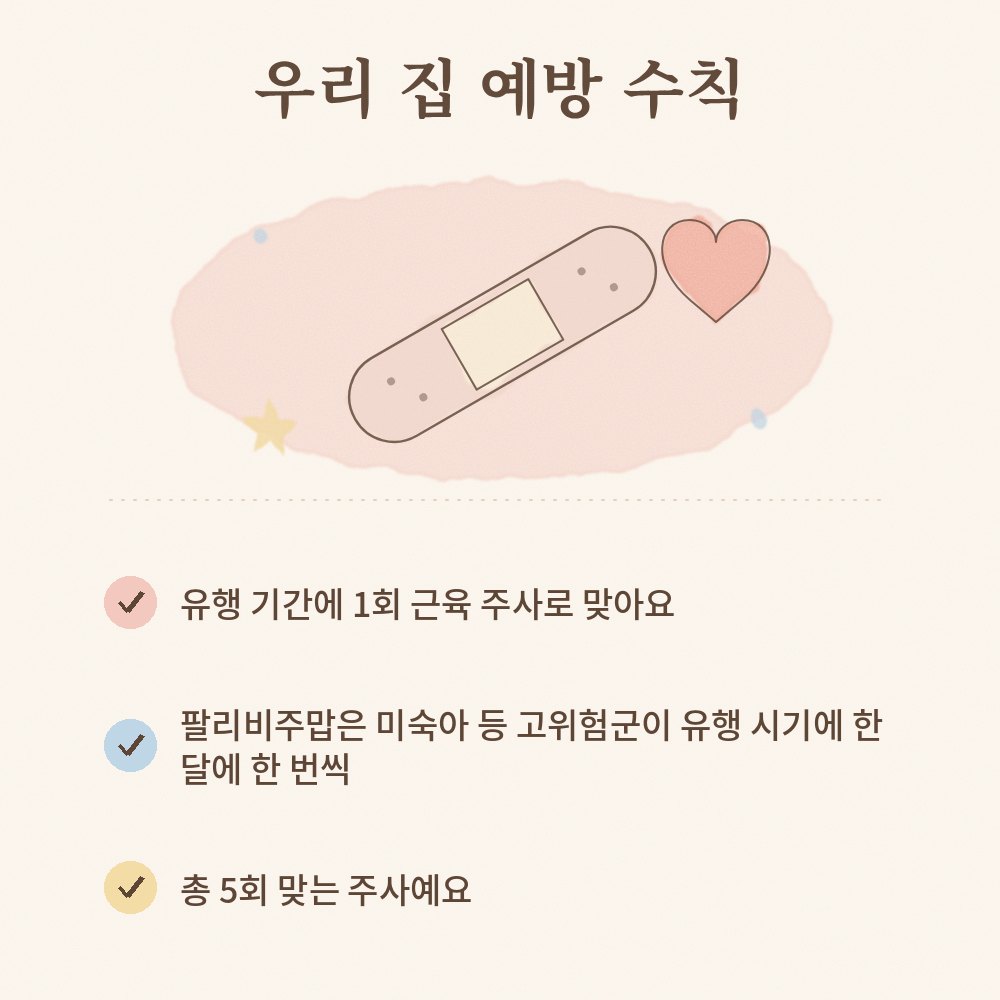 우리 집 예방 수칙
유행 기간에 1회 근육 주사로 맞아요
팔리비주맙은 미숙아 등 고위험군이 유행 시기에 한
달에 한 번씩
총 5회 맞는 주사예요